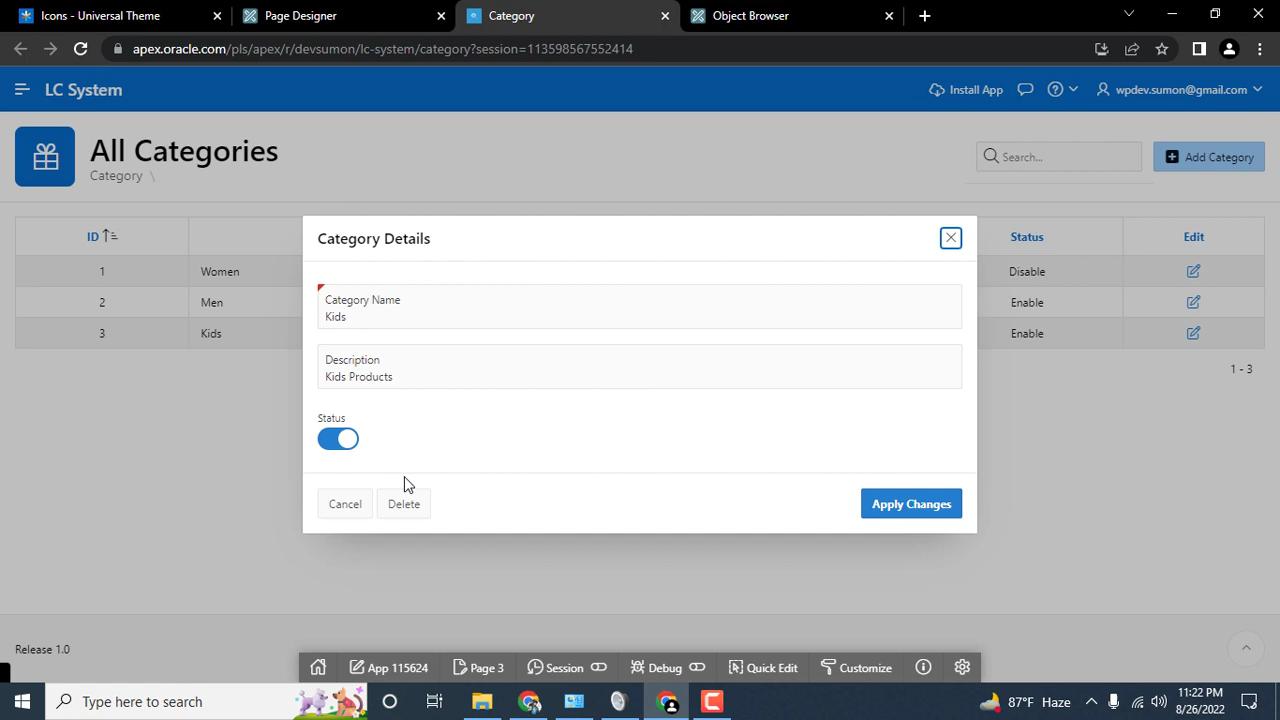 Icons - Universal Theme
Page Designer
Category
Object Browser
apex.oracle.com/pls/apex/r/devsumon/lc-system/category?session=113598567552414
LC System
Install App
wpdev.sumon@gmail.com
All Categories
Category \
Search...
Add Category
ID
Status
Edit
1 Women Disable
2 Men Enable
3 Kids Enable
1 - 3
Category Details
Category Name
Kids
Description
Kids Products
Status
Cancel
Delete
Apply Changes
Release 1.0
App 115624
Page 3
Session
Debug
Quick Edit
Customize
Type here to search
87°F Haze
11:22 PM
8/26/2022